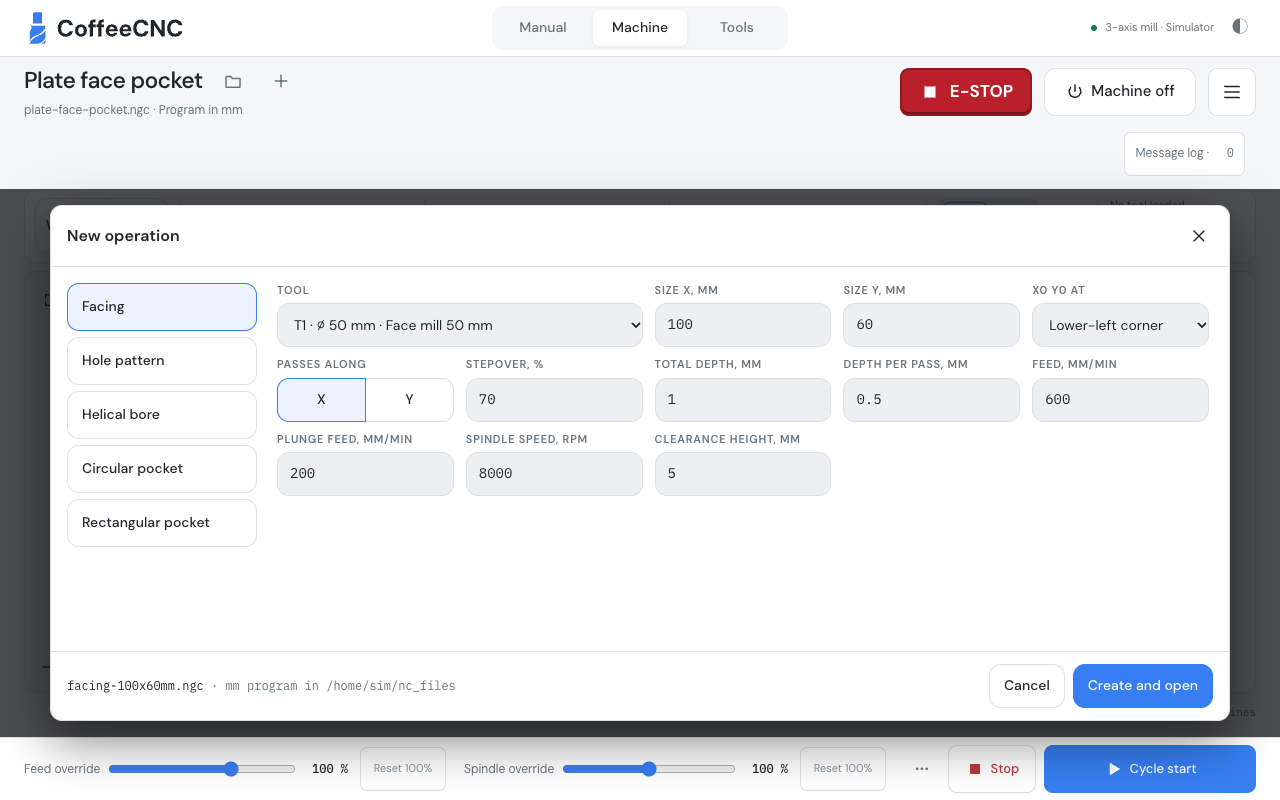 CoffeeCNC
Manual Machine Tools
3-axis mill · Simulator
Plate face pocket
plate-face-pocket.ngc · Program in mm
E-STOP
Machine off
Message log · 0
No tool loaded
New operation
Facing
Hole pattern
Helical bore
Circular pocket
Rectangular pocket
TOOL SIZE X, MM SIZE Y, MM X0 Y0 AT
T1 · Ø 50 mm · Face mill 50 mm 100 60 Lower-left corner
PASSES ALONG STEPOVER, % TOTAL DEPTH, MM DEPTH PER PASS, MM FEED, MM/MIN
X Y 70 1 0.5 600
PLUNGE FEED, MM/MIN SPINDLE SPEED, RPM CLEARANCE HEIGHT, MM
200 8000 5
facing-100x60mm.ngc · mm program in /home/sim/nc_files
Cancel Create and open
Feed override 100 % Reset 100% Spindle override 100 % Reset 100% ··· Stop Cycle start